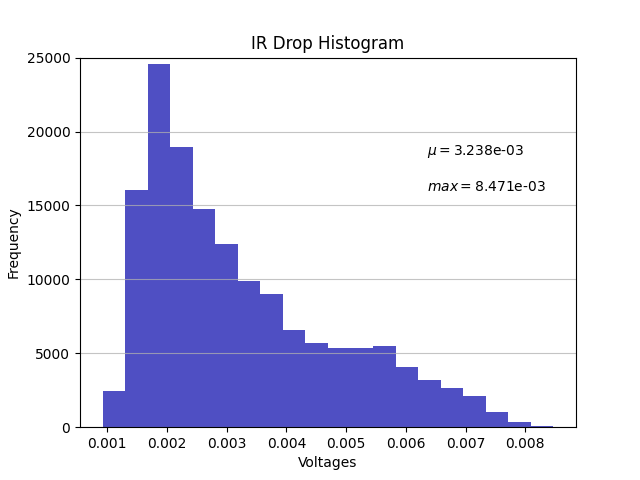 IR Drop Histogram
25000
20000
15000
10000
5000
0
Frequency
μ = 3.238e-03
max = 8.471e-03
0.001 0.002 0.003 0.004 0.005 0.006 0.007 0.008
Voltages